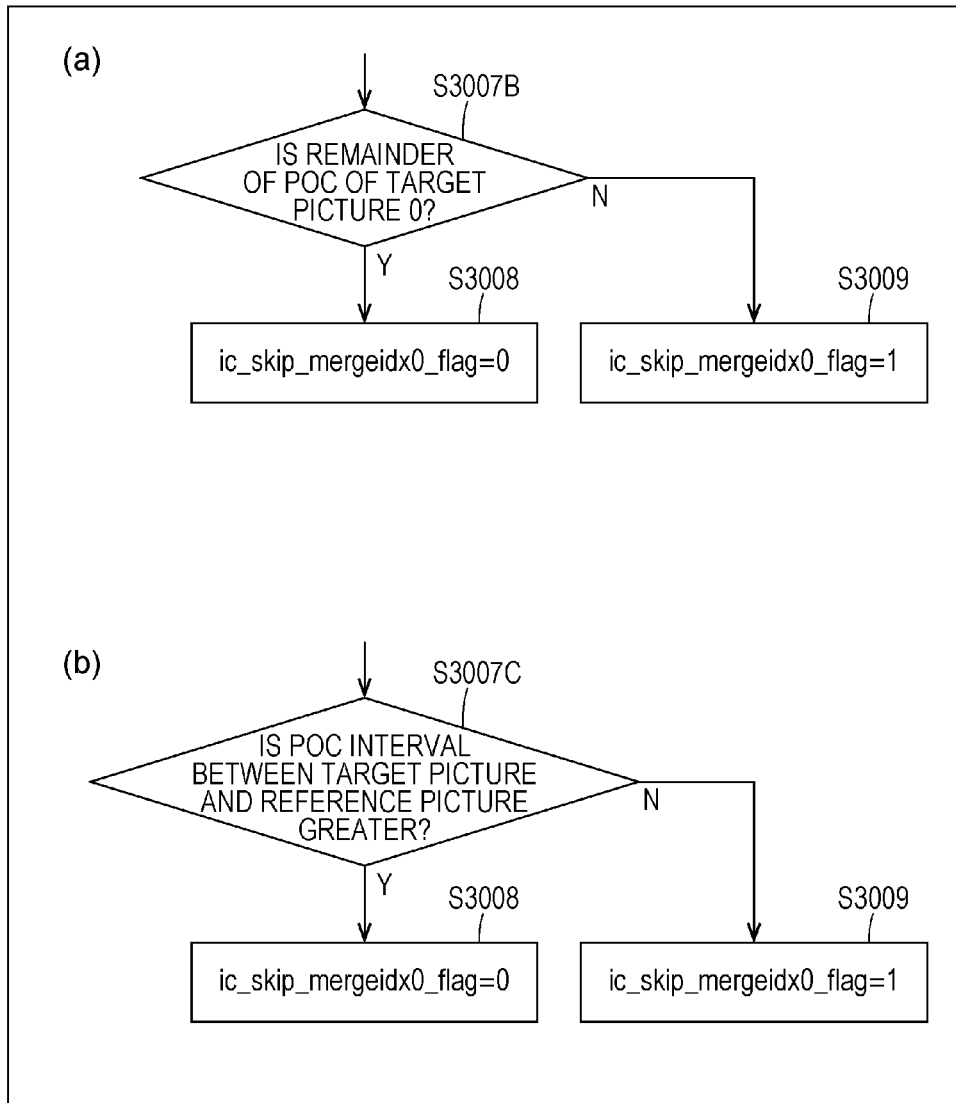 (a)
S3007B
IS REMAINDER
OF POC OF TARGET
PICTURE 0?
N
Y
S3008
S3009
ic_skip_mergeidx0_flag=0
ic_skip_mergeidx0_flag=1
(b)
S3007C
IS POC INTERVAL
BETWEEN TARGET PICTURE
AND REFERENCE PICTURE
GREATER?
N
Y
S3008
S3009
ic_skip_mergeidx0_flag=0
ic_skip_mergeidx0_flag=1